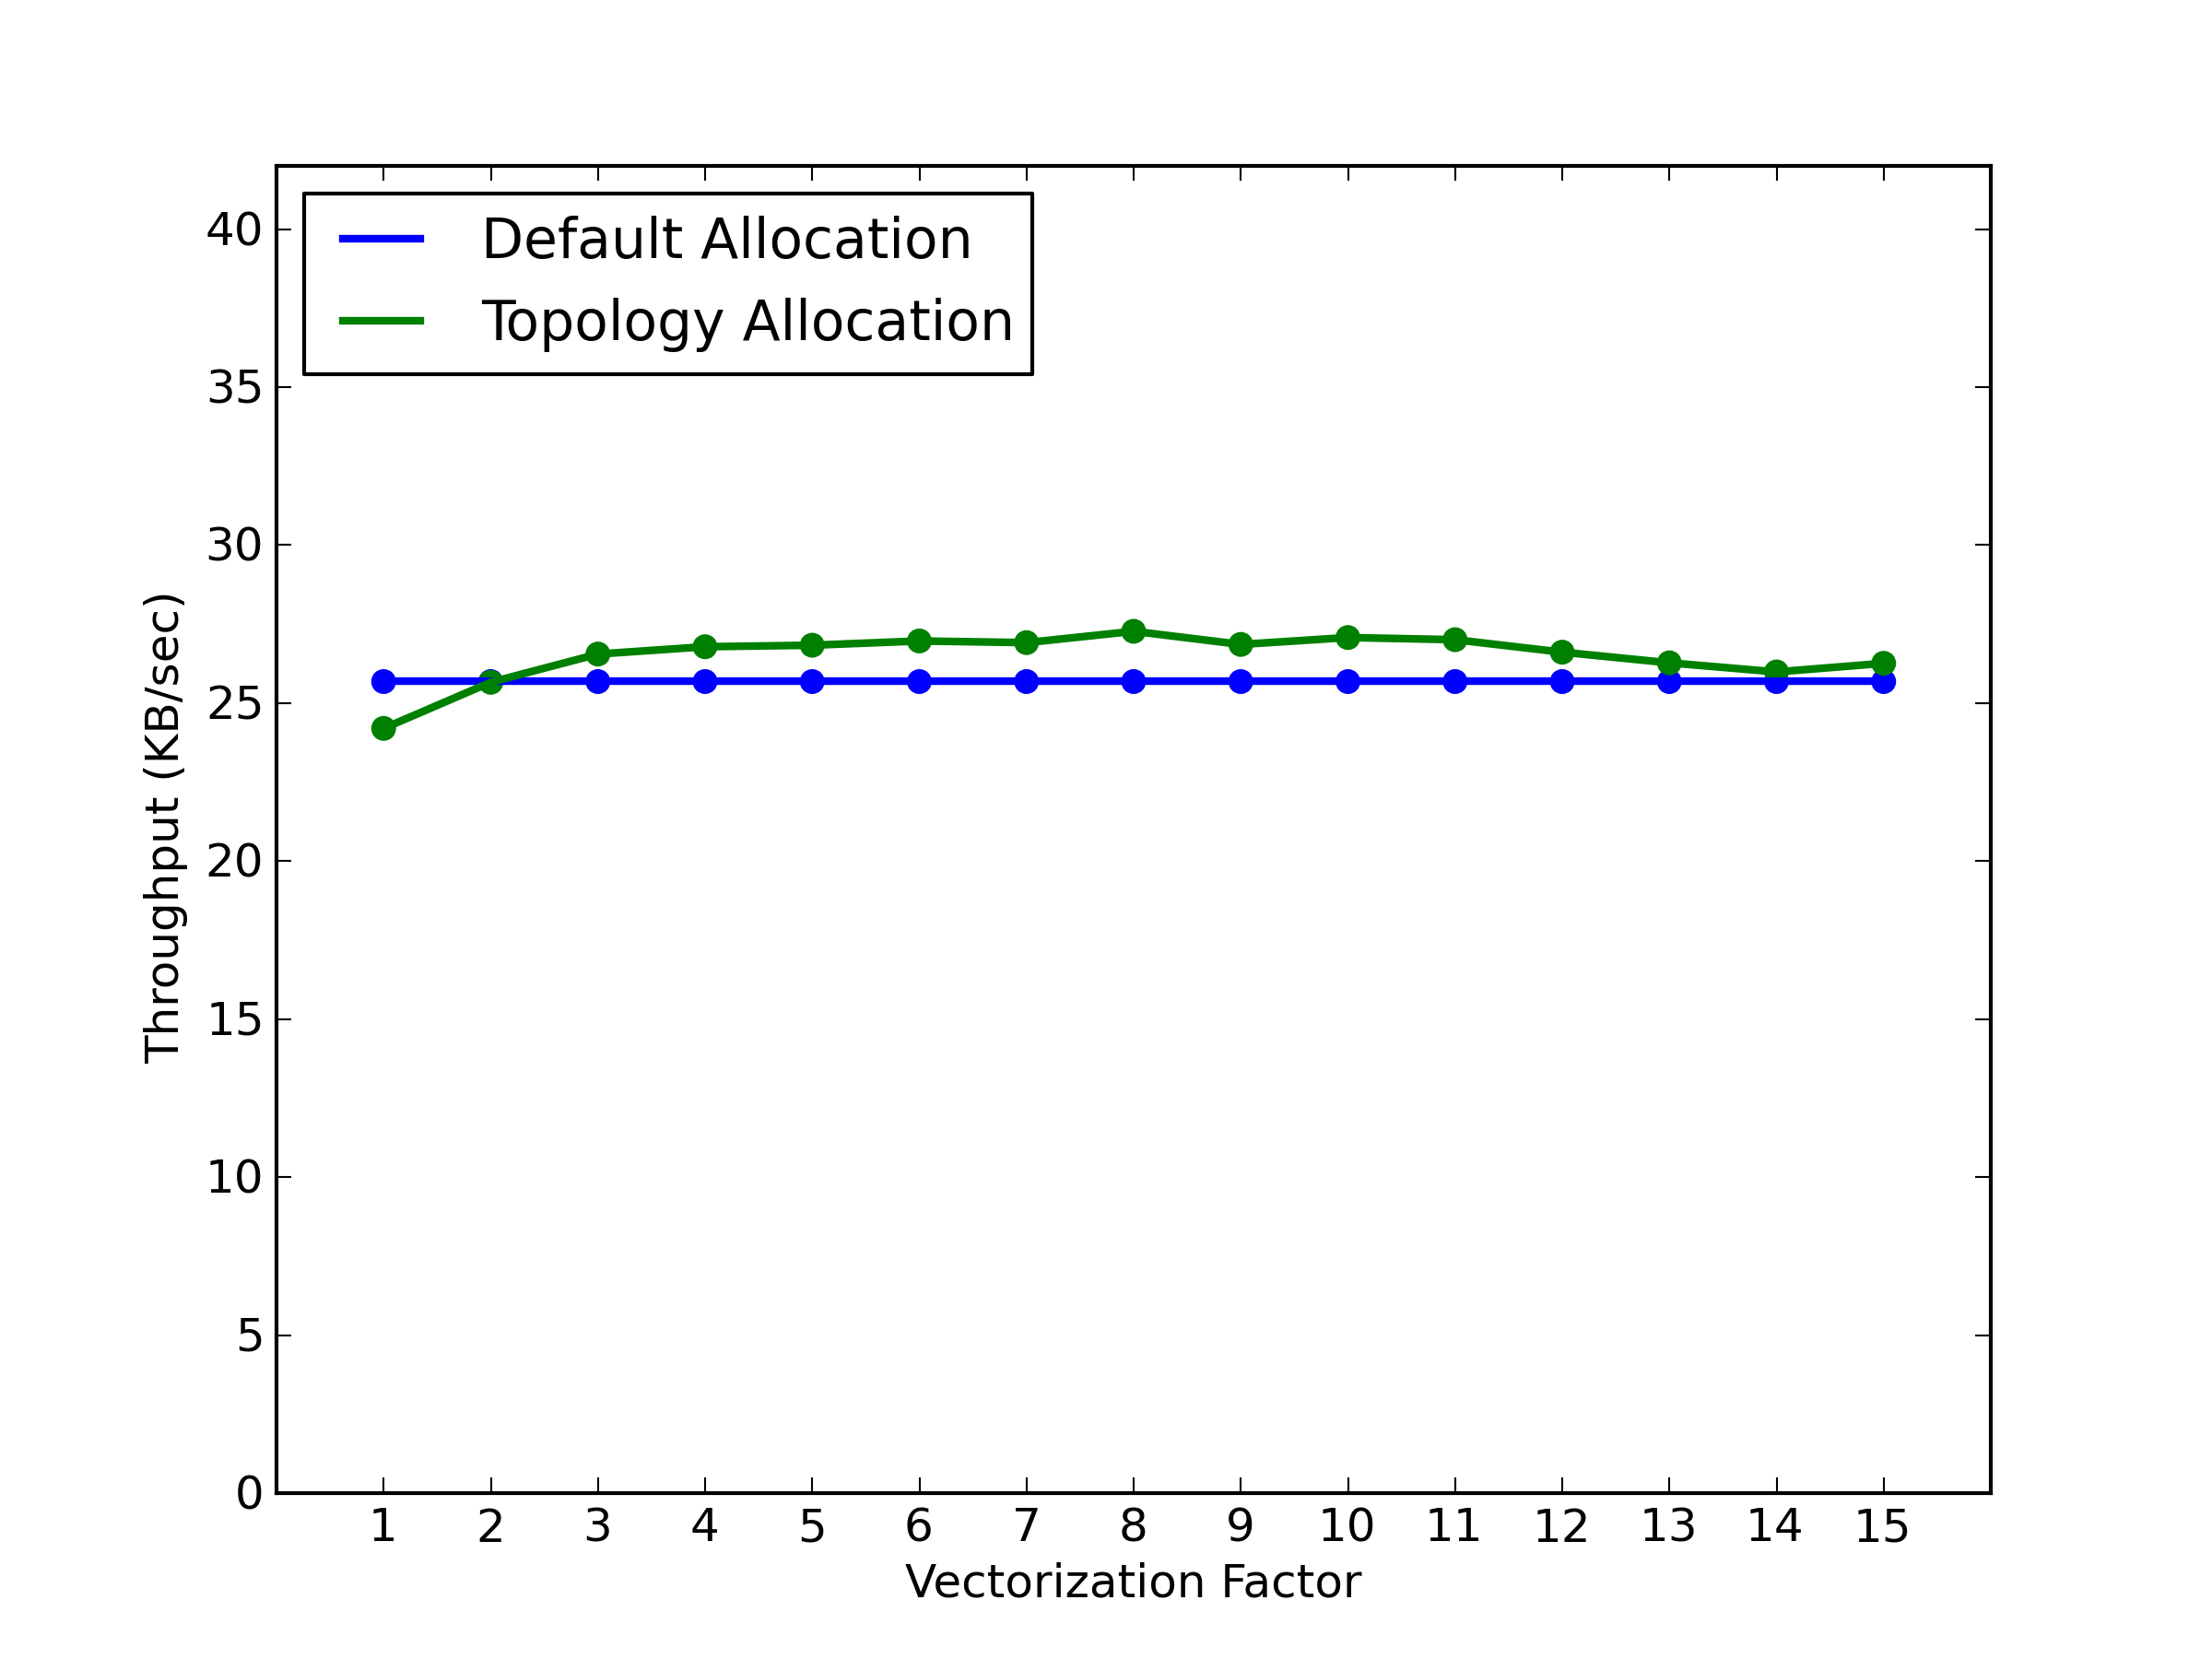 Default Allocation
Topology Allocation
Throughput (KB/sec)
40
35
30
25
20
15
10
5
0
1 2 3 4 5 6 7 8 9 10 11 12 13 14 15
Vectorization Factor